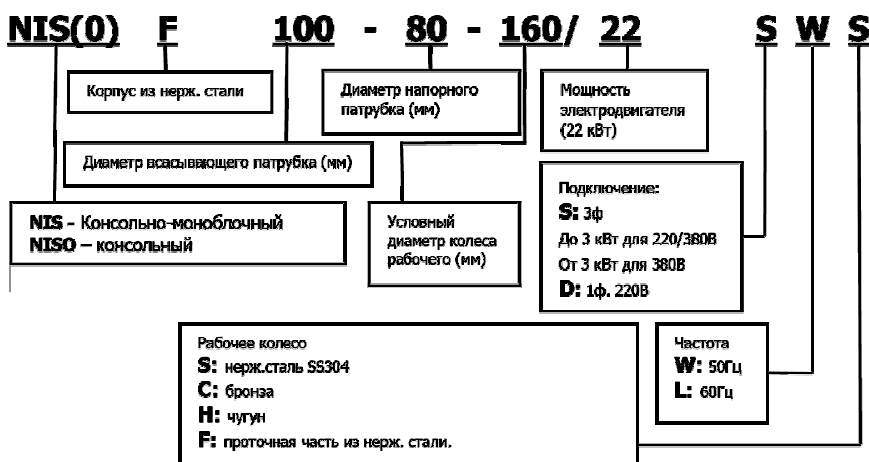 NIS(0) F 100 - 80 - 160/ 22 S W S
Корпус из нерж. стали
Диаметр напорного
патрубка (мм)
Мощность
электродвигателя
(22 кВт)
Диаметр всасывающего патрубка (мм)
NIS - Консольно-моноблочный
NISO – консольный
Условный
диаметр колеса
рабочего (мм)
Подключение:
S: 3ф
До 3 кВт для 220/380В
От 3 кВт для 380В
D: 1ф. 220В
Рабочее колесо
S: нерж.сталь SS304
C: бронза
H: чугун
F: проточная часть из нерж. стали.
Частота
W: 50Гц
L: 60Гц